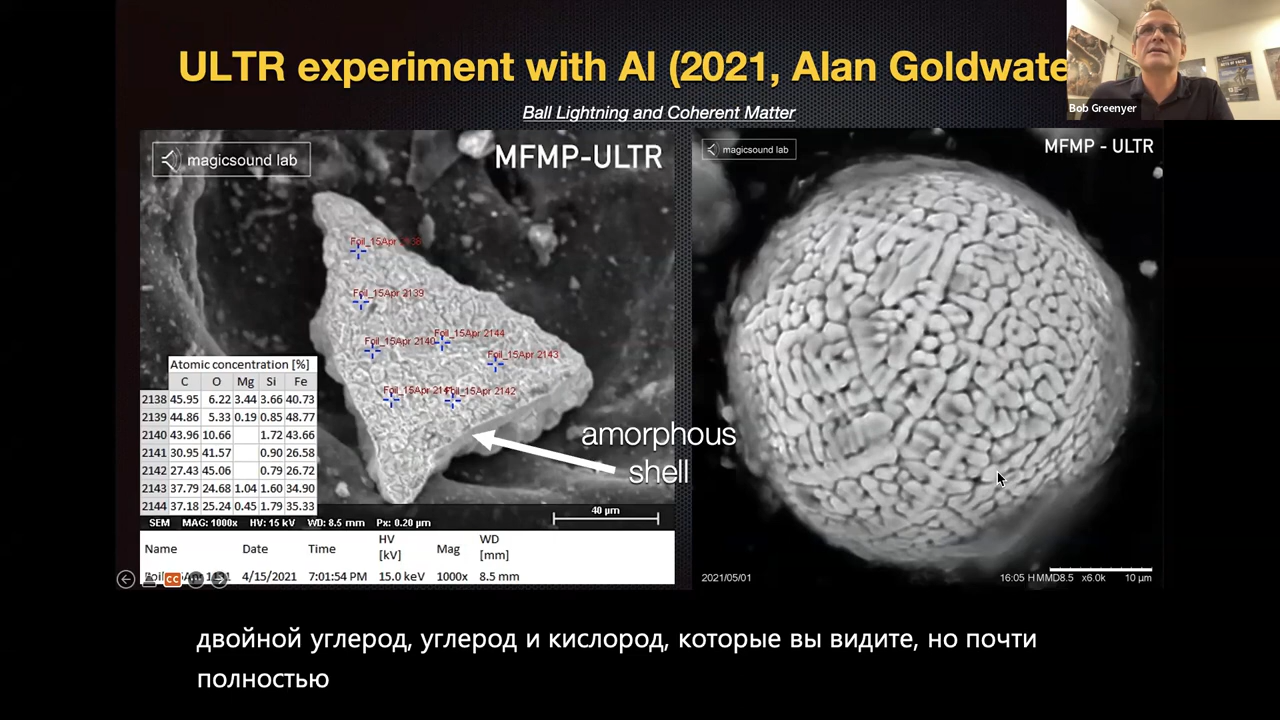 ULTR experiment with Al (2021, Alan Goldwate
Bob Greenyer
Ball Lightning and Coherent Matter
magicsound lab
MFMP-ULTR
Foil_15Apr 2138
Foil_15Apr 2139
Foil_15Apr 2144
Foil_15Apr 2140
Foil_15Apr 2143
Foil_15Apr 2141
Foil_15Apr 2142
Atomic concentration [%]
C O Mg Si Fe
2138 45.95 6.22 3.44 3.66 40.73
2139 44.86 5.33 0.19 0.85 48.77
2140 43.96 10.66 1.72 43.66
2141 30.95 41.57 0.90 26.58
2142 27.43 45.06 0.79 26.72
2143 37.79 24.68 1.04 1.60 34.90
2144 37.18 25.24 0.45 1.79 35.33
amorphous
shell
40 µm
SEM MAG: 1000x HV: 15 kV WD: 8.5 mm Px: 0.20 µm
Name Date Time HV [kV] Mag WD [mm]
4/15/2021 7:01:54 PM 15.0 keV 1000x 8.5 mm
CC
magicsound lab
MFMP - ULTR
2021/05/01 16:05 HMMD8.5 x6.0k 10 µm
двойной углерод, углерод и кислород, которые вы видите, но почти
полностью